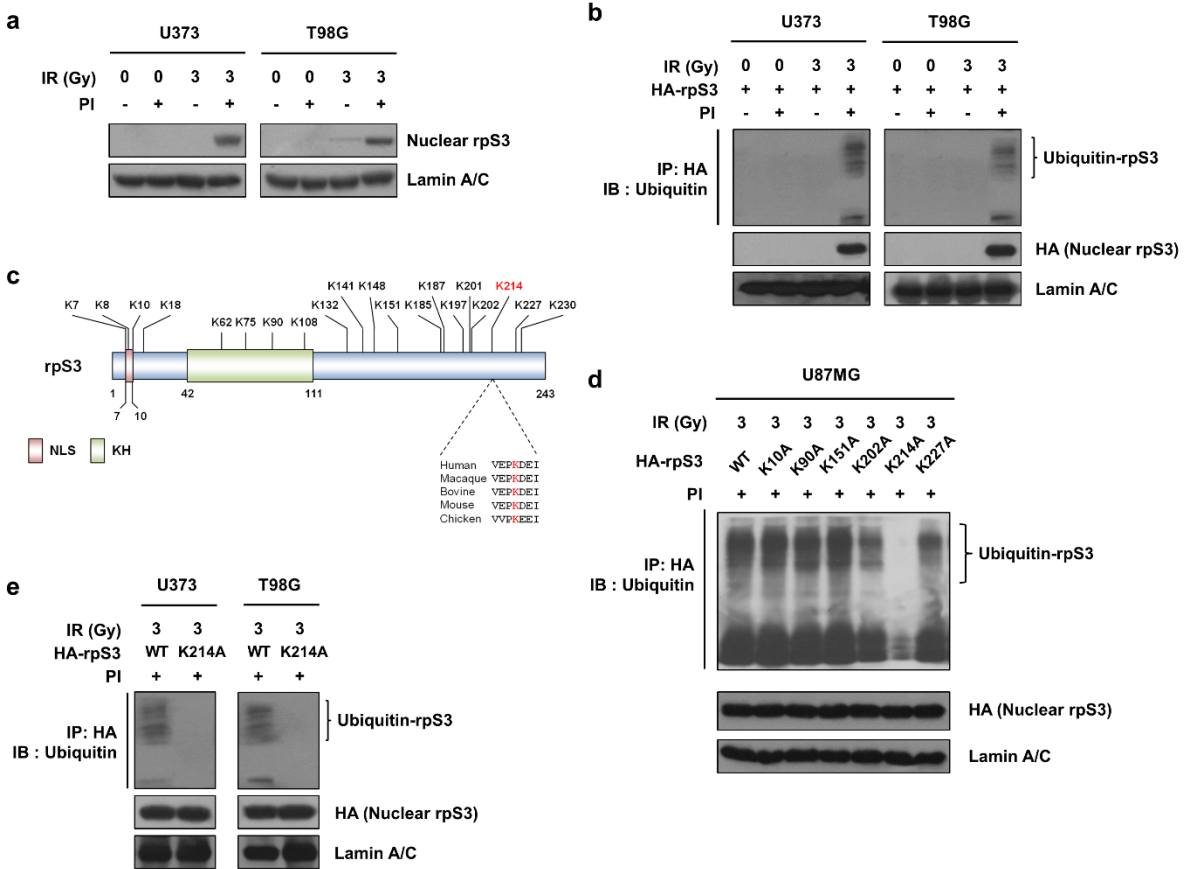 a
U373 T98G
IR (Gy) 0 0 3 3 0 0 3 3
PI - + - + - + - +
Nuclear rpS3
Lamin A/C
b
U373 T98G
IR (Gy) 0 0 3 3 0 0 3 3
HA-rpS3 + + + + + + + +
PI - + - + - + - +
IP: HA
IB : Ubiquitin
Ubiquitin-rpS3
HA (Nuclear rpS3)
Lamin A/C
c
K141 K148 K187 K201 K214
K7 K8 K10 K18 K132 K151 K185 K197 K202 K227 K230
K62 K75 K90 K108
rpS3
1 42 111 243
7 10
NLS KH
Human VEPKDEI
Macaque VEPKDEI
Bovine VEPKDEI
Mouse VEPKDEI
Chicken VVPKEEI
d
U87MG
IR (Gy) 3 3 3 3 3 3 3
HA-rpS3 WT K10A K90A K151A K202A K214A K227A
PI + + + + + + +
IP: HA
IB : Ubiquitin
Ubiquitin-rpS3
HA (Nuclear rpS3)
Lamin A/C
e
U373 T98G
IR (Gy) 3 3 3 3
HA-rpS3 WT K214A WT K214A
PI + + + +
IP: HA
IB : Ubiquitin
Ubiquitin-rpS3
HA (Nuclear rpS3)
Lamin A/C